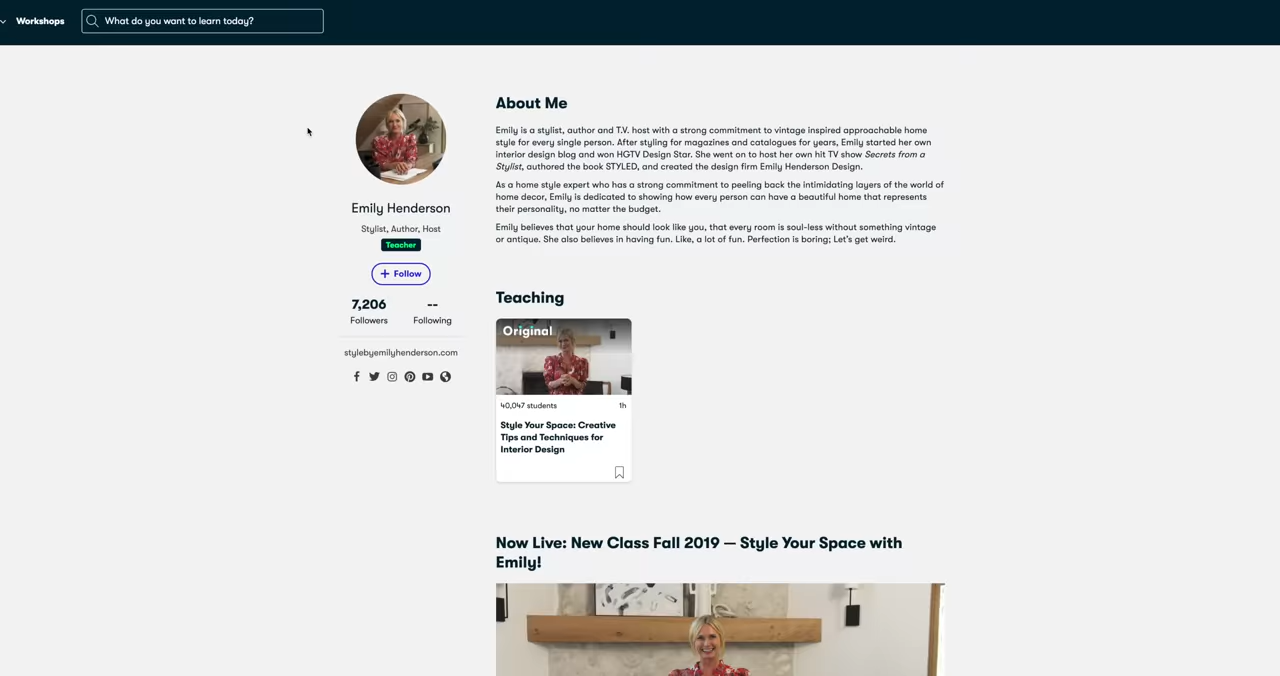 Workshops
What do you want to learn today?
Emily Henderson
Stylist, Author, Host
Teacher
+ Follow
7,206
--
Followers
Following
stylebyemilyhenderson.com
About Me
Emily is a stylist, author and T.V. host with a strong commitment to vintage inspired approachable home
style for every single person. After styling for magazines and catalogues for years, Emily started her own
interior design blog and won HGTV Design Star. She went on to host her own hit TV show Secrets from a
Stylist, authored the book STYLED, and created the design firm Emily Henderson Design.
As a home style expert who has a strong commitment to peeling back the intimidating layers of the world of
home decor, Emily is dedicated to showing how every person can have a beautiful home that represents
their personality, no matter the budget.
Emily believes that your home should look like you, that every room is soul-less without something vintage
or antique. She also believes in having fun. Like, a lot of fun. Perfection is boring; Let's get weird.
Teaching
Original
40,047 students
1h
Style Your Space: Creative
Tips and Techniques for
Interior Design
Now Live: New Class Fall 2019 — Style Your Space with
Emily!